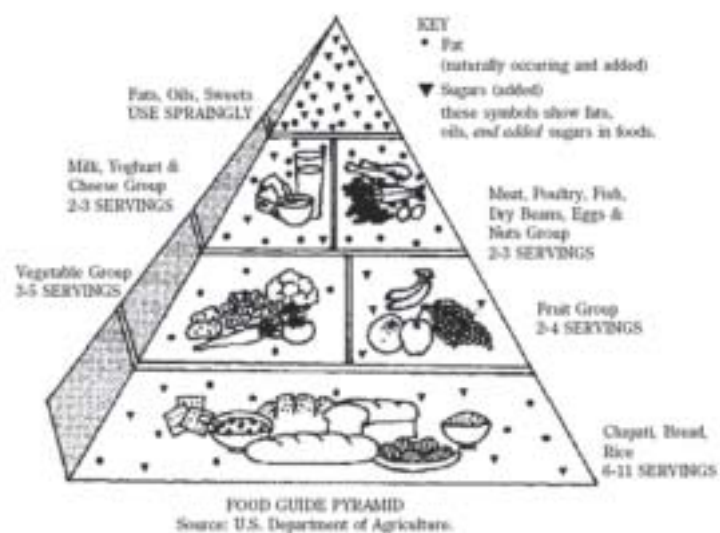 KEY
• Fat
(naturally occuring and added)
▼ Sugars (added)
these symbols show fats,
oils, and added sugars in foods.
Fats, Oils, Sweets
USE SPRAINGLY
Milk, Yoghurt &
Cheese Group
2-3 SERVINGS
Meat, Poultry, Fish,
Dry Beans, Eggs &
Nuts Group
2-3 SERVINGS
Vegetable Group
3-5 SERVINGS
Fruit Group
2-4 SERVINGS
Chapati, Bread,
Rice
6-11 SERVINGS
FOOD GUIDE PYRAMID
Source: U.S. Department of Agriculture.